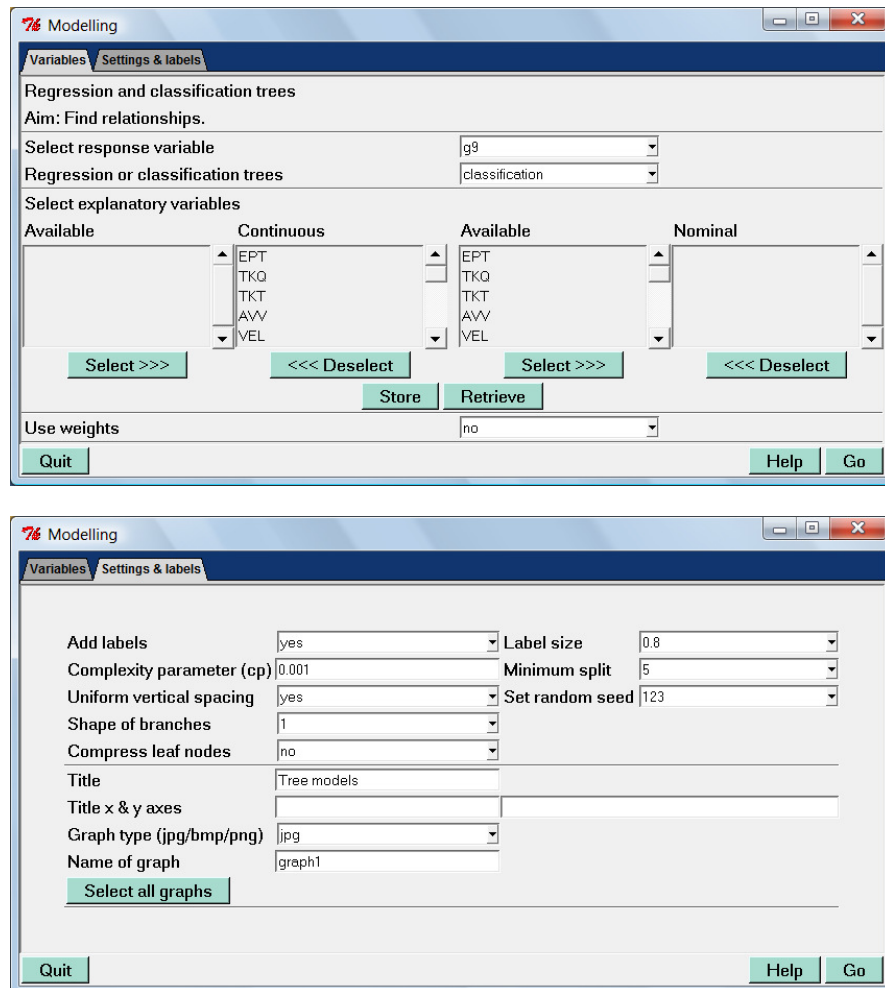 Modelling
Variables Settings & labels
Regression and classification trees
Aim: Find relationships.
Select response variable g9
Regression or classification trees classification
Select explanatory variables
Available Continuous Available Nominal
EPT EPT
TKQ TKQ
TKT TKT
AVV AVV
VEL VEL
Select >>> <<< Deselect Select >>> <<< Deselect
Store Retrieve
Use weights no
Quit Help Go
Modelling
Variables Settings & labels
Add labels yes Label size 0.8
Complexity parameter (cp) 0.001 Minimum split 5
Uniform vertical spacing yes Set random seed 123
Shape of branches 1
Compress leaf nodes no
Title Tree models
Title x & y axes
Graph type (jpg/bmp/png) jpg
Name of graph graph1
Select all graphs
Quit Help Go